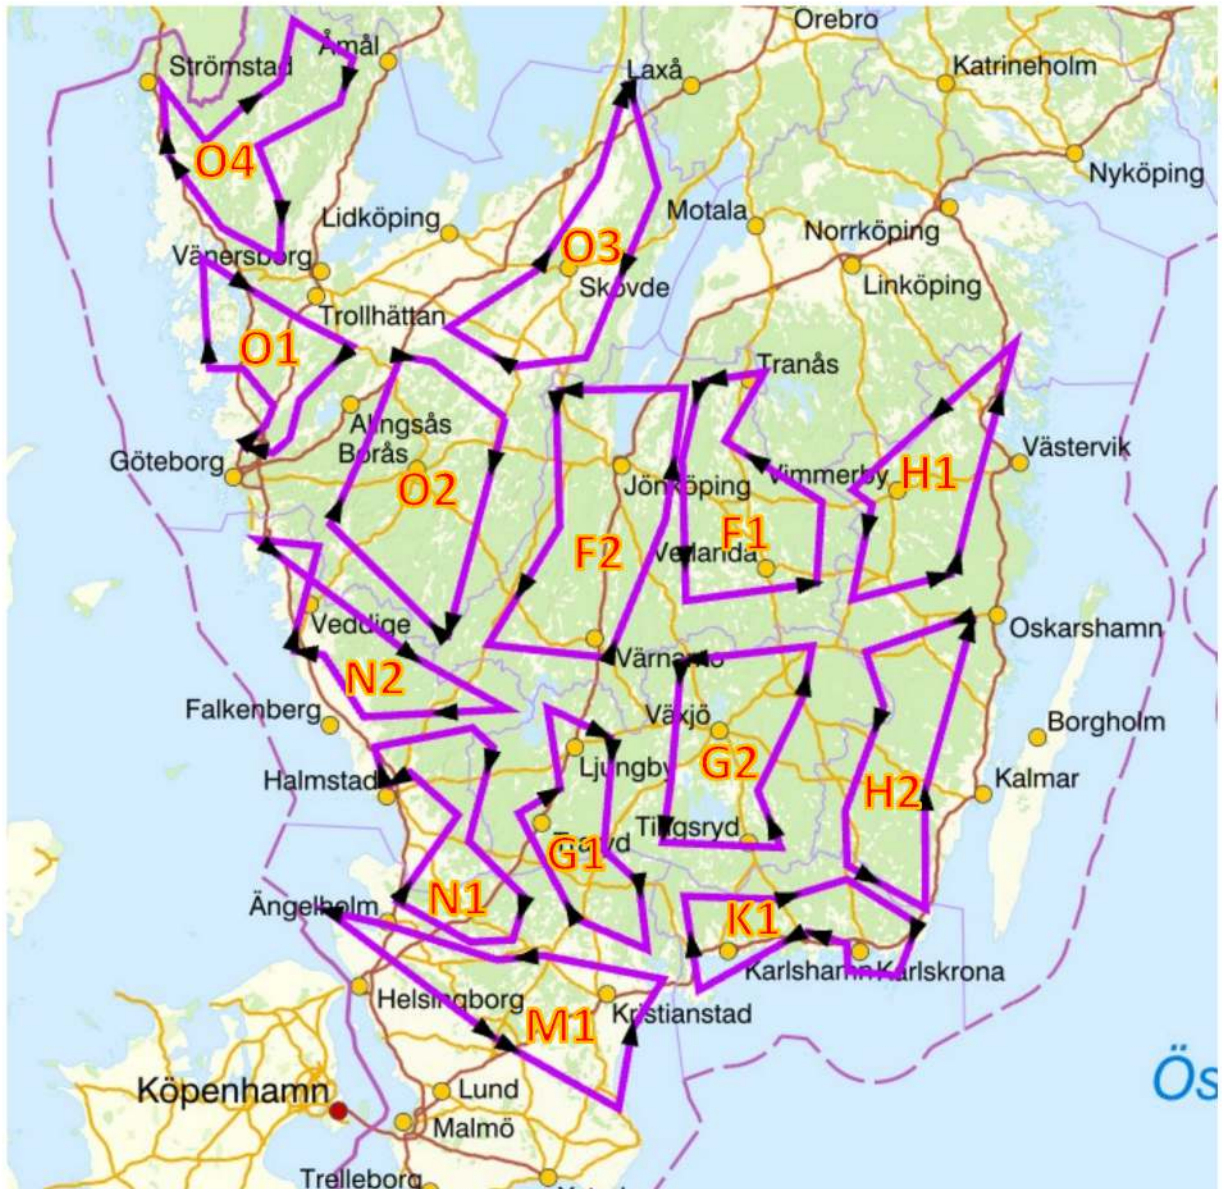 Örebro
Åmål
Strömstad
Laxå
Katrineholm
O4
Nyköping
Lidköping
Motala
Norrköping
Vänersborg
O3
Skövde
Linköping
Trollhättan
O1
Tranås
Alingsås
Västervik
Göteborg
Borås
O2
Jönköping
Vimmerby
H1
F2
F1
Vetlanda
Veddige
Oskarshamn
N2
Värnamo
Falkenberg
Växjö
Borgholm
Halmstad
Ljungby
G2
Kalmar
H2
Traryd
G1
Tingsryd
Ängelholm
N1
K1
Karlshamn
Karlskrona
Helsingborg
M1
Kristianstad
Ös
Köpenhamn
Lund
Malmö
Trelleborg